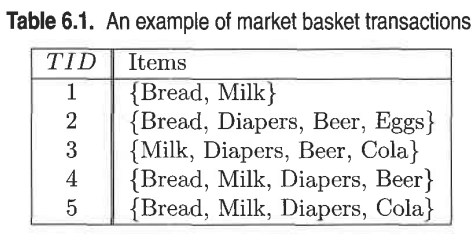 Table 6.1. An example of market basket transactions
TID Items
1 {Bread, Milk}
2 {Bread, Diapers, Beer, Eggs}
3 {Milk, Diapers, Beer, Cola}
4 {Bread, Milk, Diapers, Beer}
5 {Bread, Milk, Diapers, Cola}